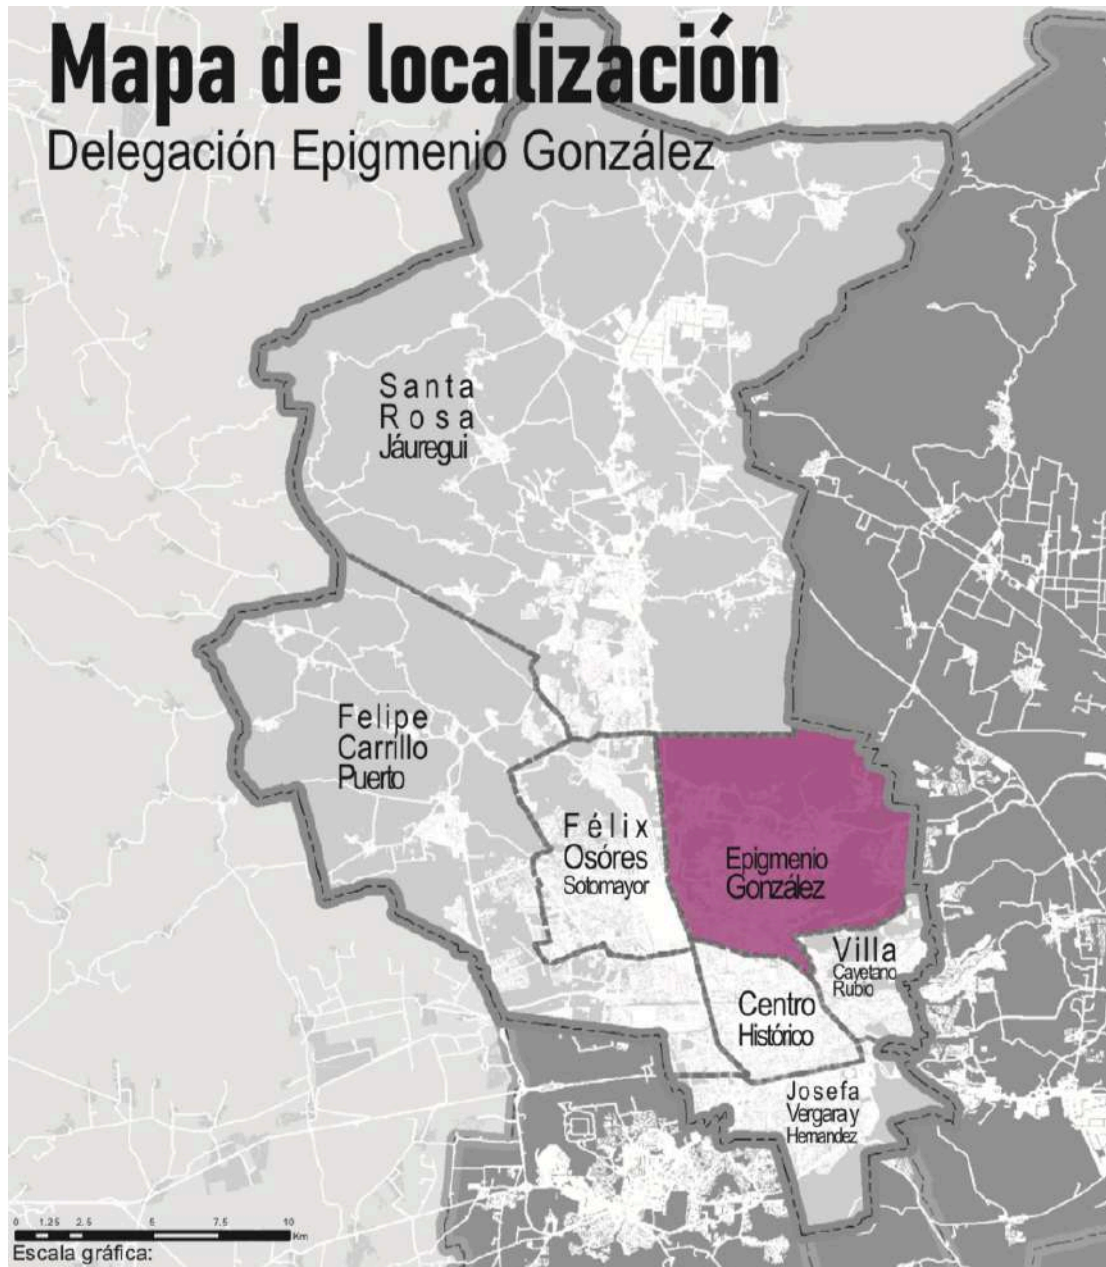 Mapa de localización
Delegación Epigmenio González
Santa
Rosa
Jáuregui
Felipe
Carrillo
Puerto
Félix
Osóres
Sotomayor
Epigmenio
González
Villa
Cayetano
Rubio
Centro
Histórico
Josefa
Vergara y
Hernandez
0 1.25 2.5 5 7.5 10
Km
Escala gráfica: